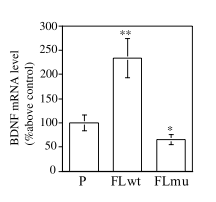 BDNF mRNA level
(%above control)
300
250
200
150
100
50
0
**
*
P
FLwt
FLmu